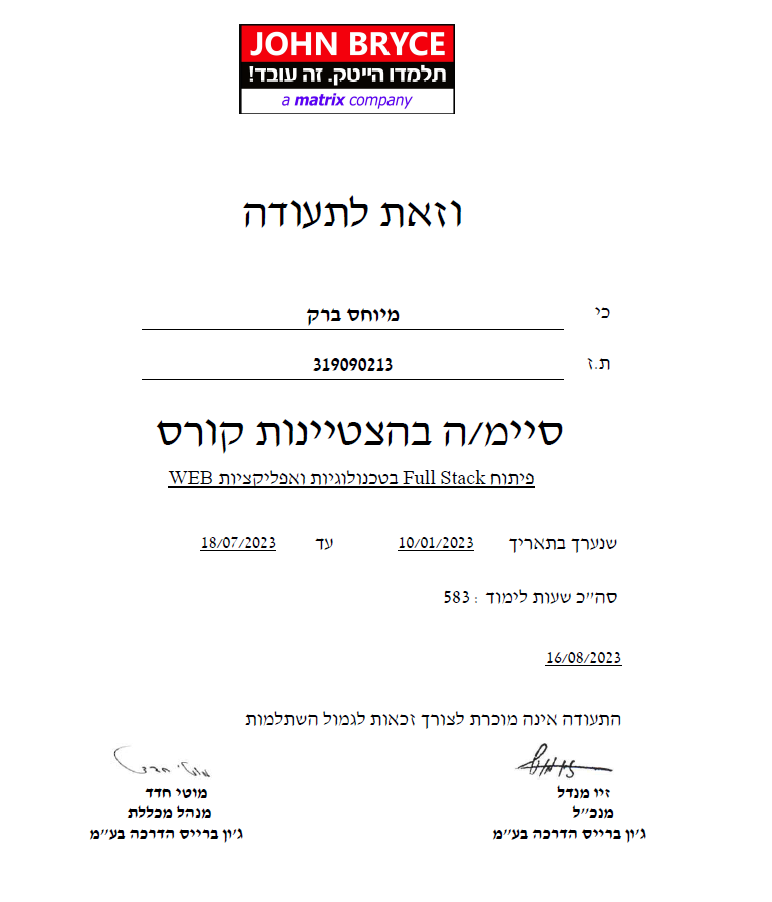 JOHN BRYCE
תלמדו הייטק. זה עובד!
a matrix company
וזאת לתעודה
כי מיוחס ברק
ת.ז 319090213
סיימ/ה בהצטיינות קורס
פיתוח Full Stack בטכנולוגיות ואפליקציות WEB
שנערך בתאריך 10/01/2023 עד 18/07/2023
סה"כ שעות לימוד : 583
16/08/2023
התעודה אינה מוכרת לצורך זכאות לגמול השתלמות
זיו מנדל
מנכ"ל
ג'ון ברייס הדרכה בע"מ
מוטי חדד
מוטי חדד
מנהל מכללת
ג'ון ברייס הדרכה בע"מ